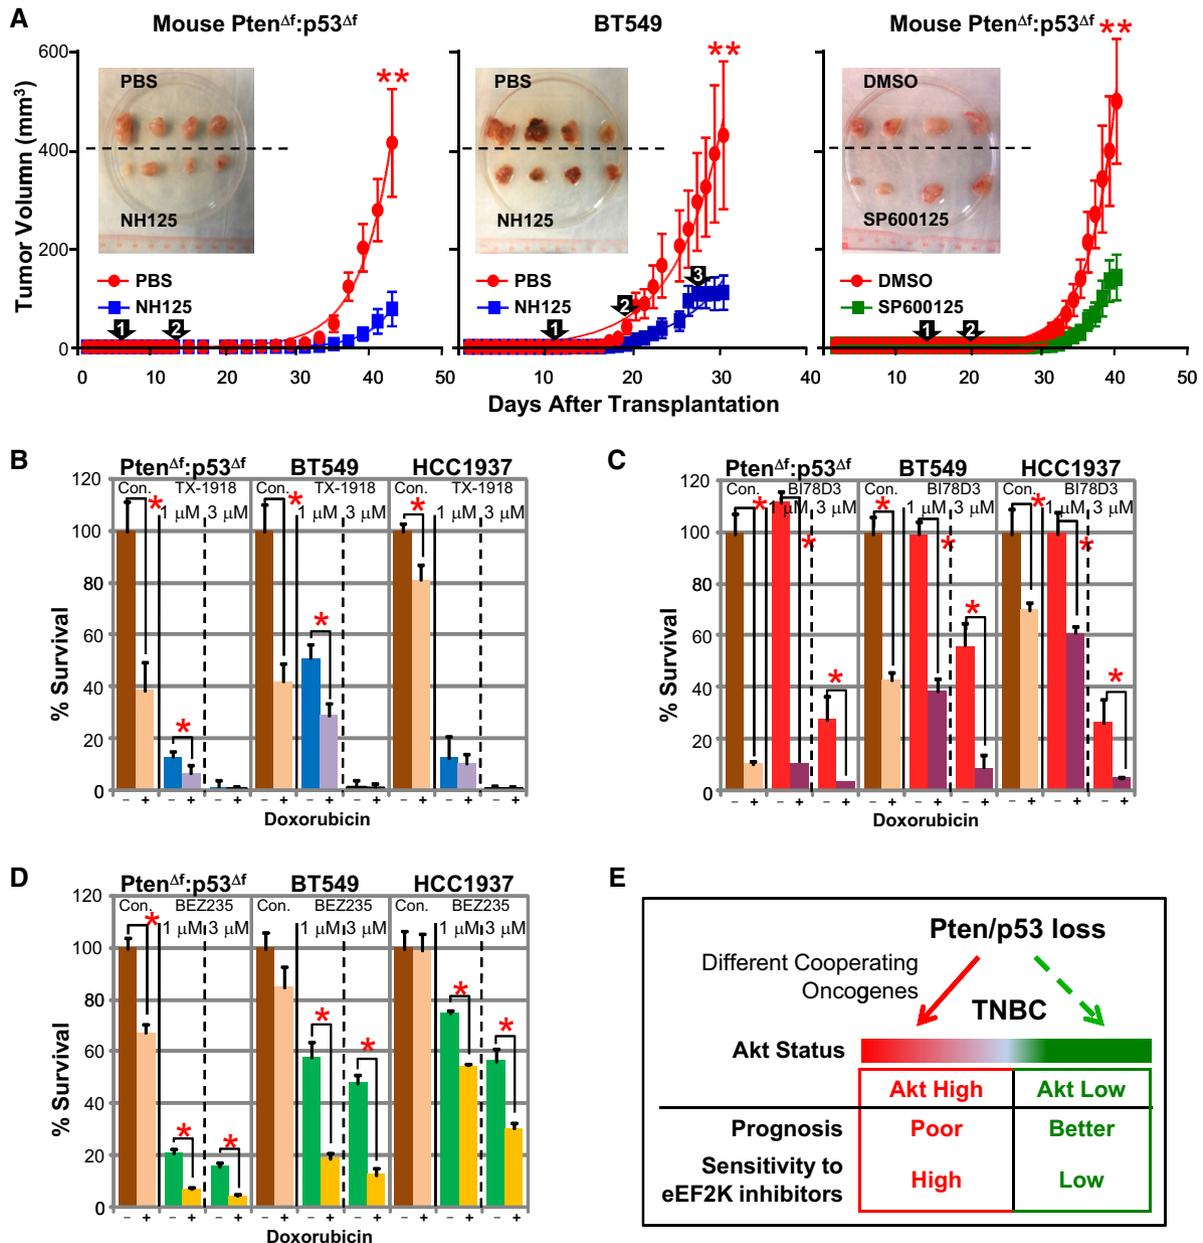 A
Mouse Pten^Δf:p53^Δf
BT549
Mouse Pten^Δf:p53^Δf
**
**
**
Tumor Volumn (mm³)
600
400
200
0
PBS
NH125
PBS
NH125
1
2
0 10 20 30 40 50
PBS
NH125
PBS
NH125
1
2
3
10 20 30 40
DMSO
SP600125
DMSO
SP600125
1
2
10 20 30 40 50
Days After Transplantation
B
Pten^Δf:p53^Δf BT549 HCC1937
Con. TX-1918 Con. TX-1918 Con. TX-1918
1 μM 3 μM 1 μM 3 μM 1 μM 3 μM
* * *
* *
% Survival
120
100
80
60
40
20
0
– + – + – + – + – + – + – + – + – +
Doxorubicin
C
Pten^Δf:p53^Δf BT549 HCC1937
Con. BI78D3 Con. BI78D3 Con. BI78D3
1 μM 3 μM 1 μM 3 μM 1 μM 3 μM
* * * * * *
* * *
% Survival
120
100
80
60
40
20
0
– + – + – + – + – + – + – + – + – +
Doxorubicin
D
Pten^Δf:p53^Δf BT549 HCC1937
Con. BEZ235 Con. BEZ235 Con. BEZ235
1 μM 3 μM 1 μM 3 μM 1 μM 3 μM
* * * * * * *
% Survival
120
100
80
60
40
20
0
– + – + – + – + – + – + – + – + – +
Doxorubicin
E
Pten/p53 loss
Different Cooperating
Oncogenes
TNBC
Akt Status
Akt High Akt Low
Prognosis Poor Better
Sensitivity to
eEF2K inhibitors High Low